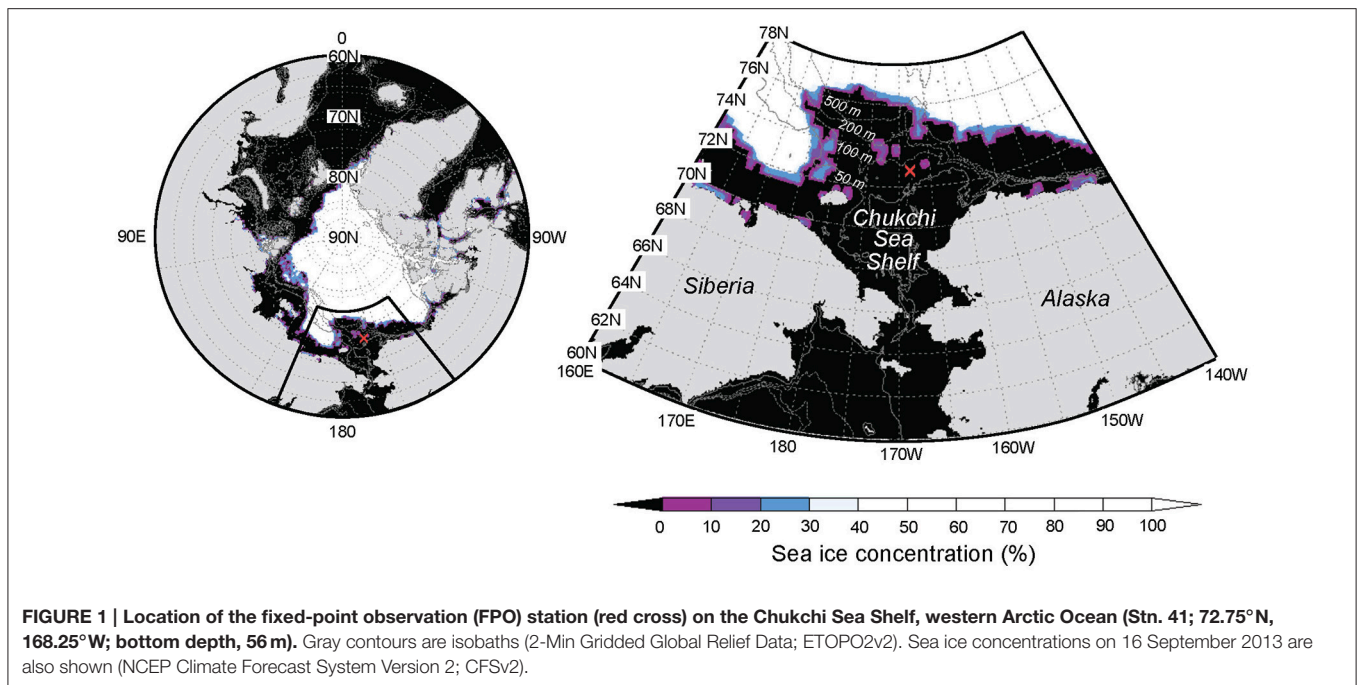 0
60N
70N
80N
90E
90N
90W
180
78N
76N
74N
72N
70N
68N
66N
64N
62N
60N
160E
170E
180
170W
160W
150W
140W
500 m
200 m
100 m
50 m
Chukchi
Sea
Shelf
Siberia
Alaska
0 10 20 30 40 50 60 70 80 90 100
Sea ice concentration (%)
FIGURE 1 | Location of the fixed-point observation (FPO) station (red cross) on the Chukchi Sea Shelf, western Arctic Ocean (Stn. 41; 72.75°N,
168.25°W; bottom depth, 56 m). Gray contours are isobaths (2-Min Gridded Global Relief Data; ETOPO2v2). Sea ice concentrations on 16 September 2013 are
also shown (NCEP Climate Forecast System Version 2; CFSv2).